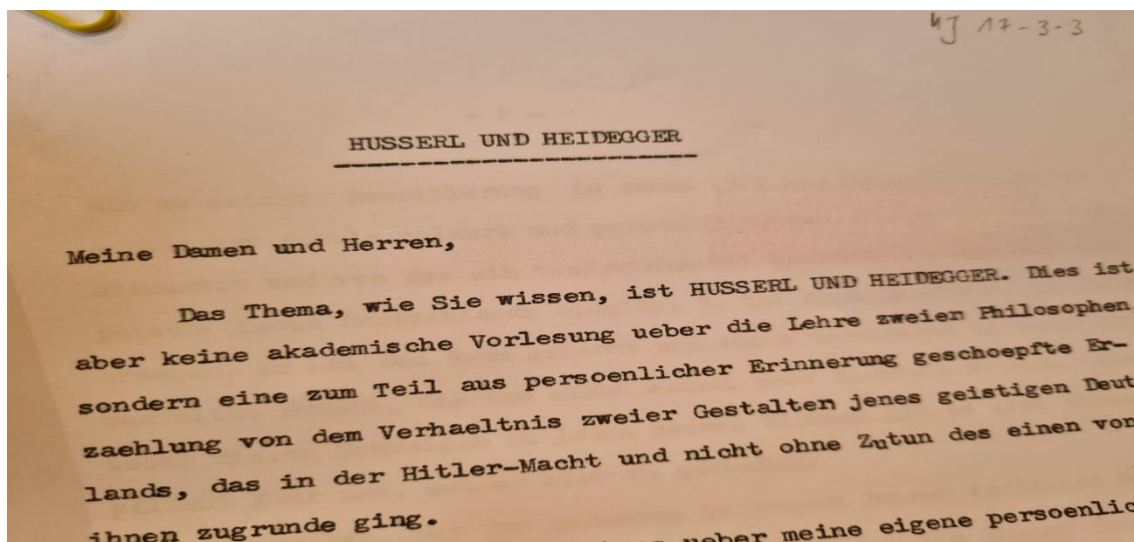 HJ 17-3-3
HUSSERL UND HEIDEGGER
Meine Damen und Herren,
Das Thema, wie Sie wissen, ist HUSSERL UND HEIDEGGER. Dies ist
aber keine akademische Vorlesung ueber die Lehre zweier Philosophen
sondern eine zum Teil aus persoenlicher Erinnerung geschoepfte Er-
zaehlung von dem Verhaeltnis zweier Gestalten jenes geistigen Deut
lands, das in der Hitler-Macht und nicht ohne Zutun des einen von
ihnen zugrunde ging.
ueber meine eigene persoenlic